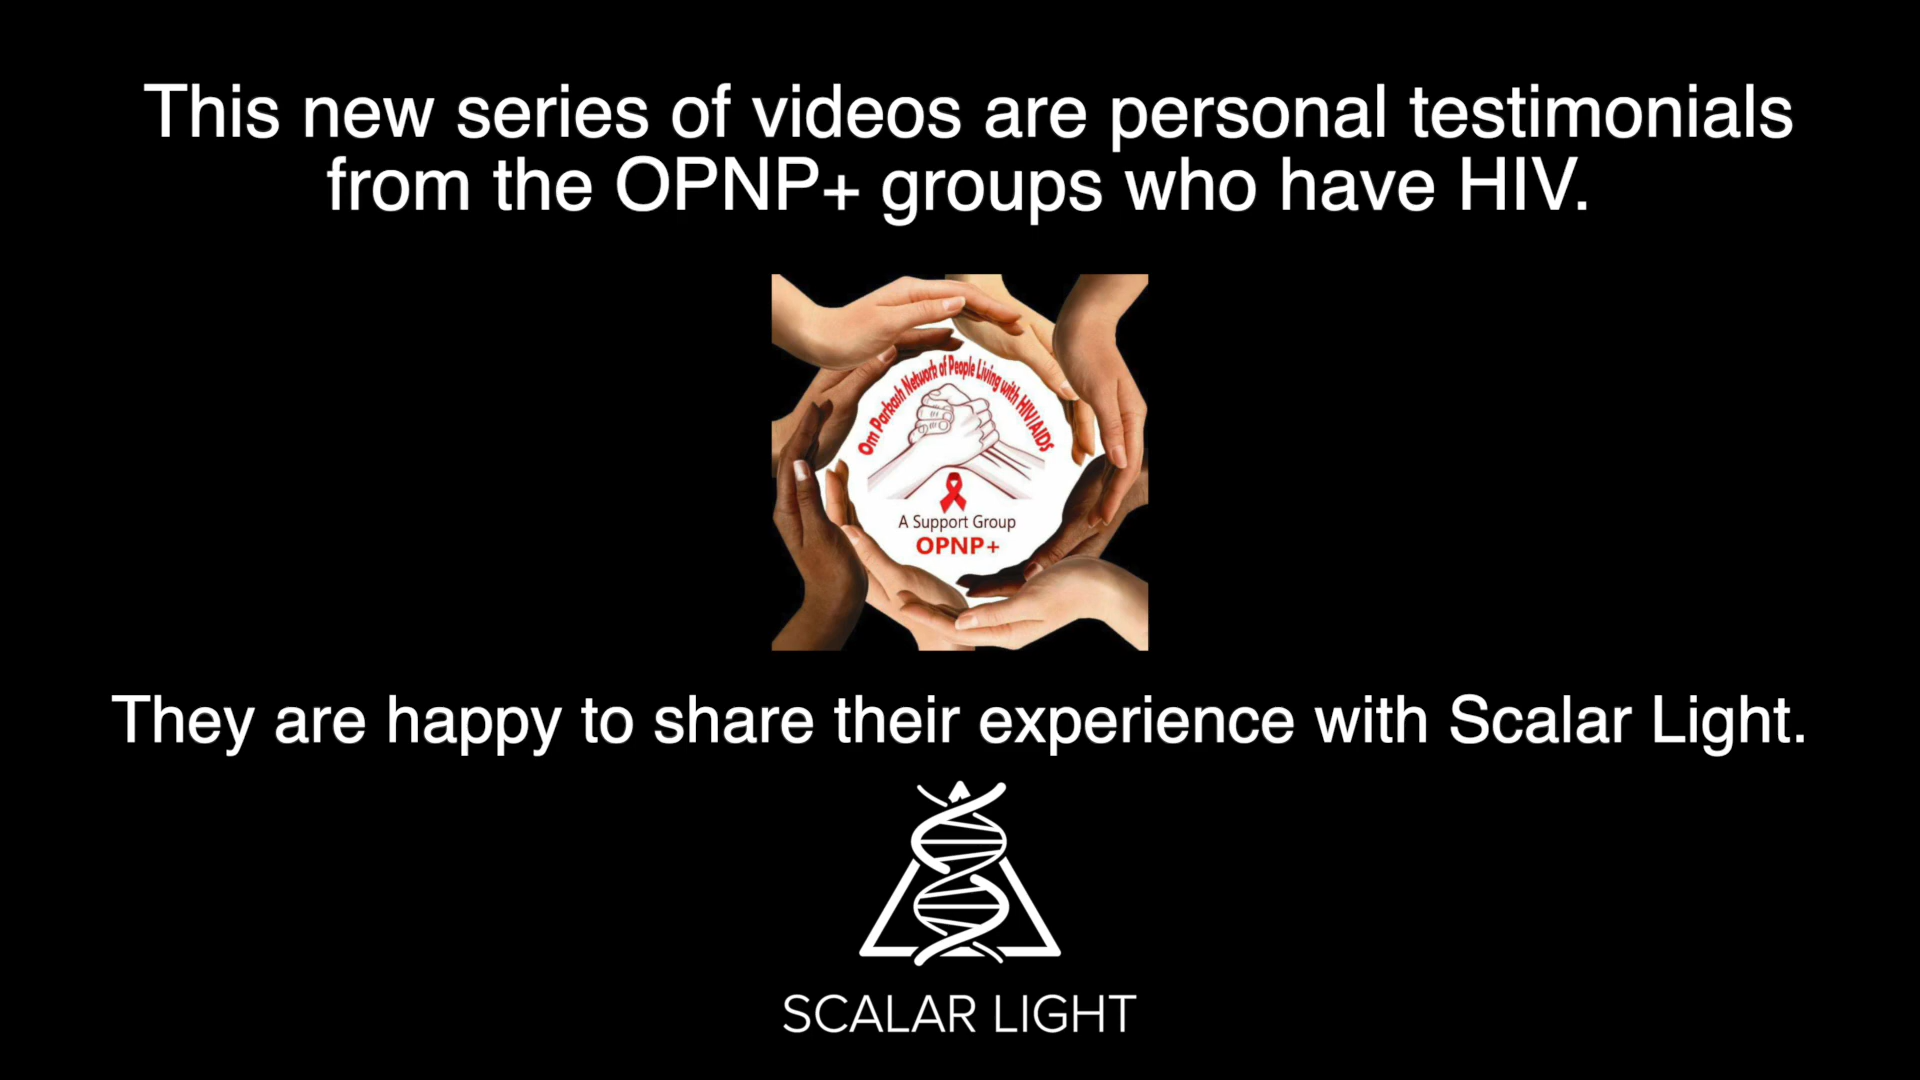 This new series of videos are personal testimonials
from the OPNP+ groups who have HIV.
Om Parkash Network of People Living with HIV/AIDS
A Support Group
OPNP+
They are happy to share their experience with Scalar Light.
SCALAR LIGHT